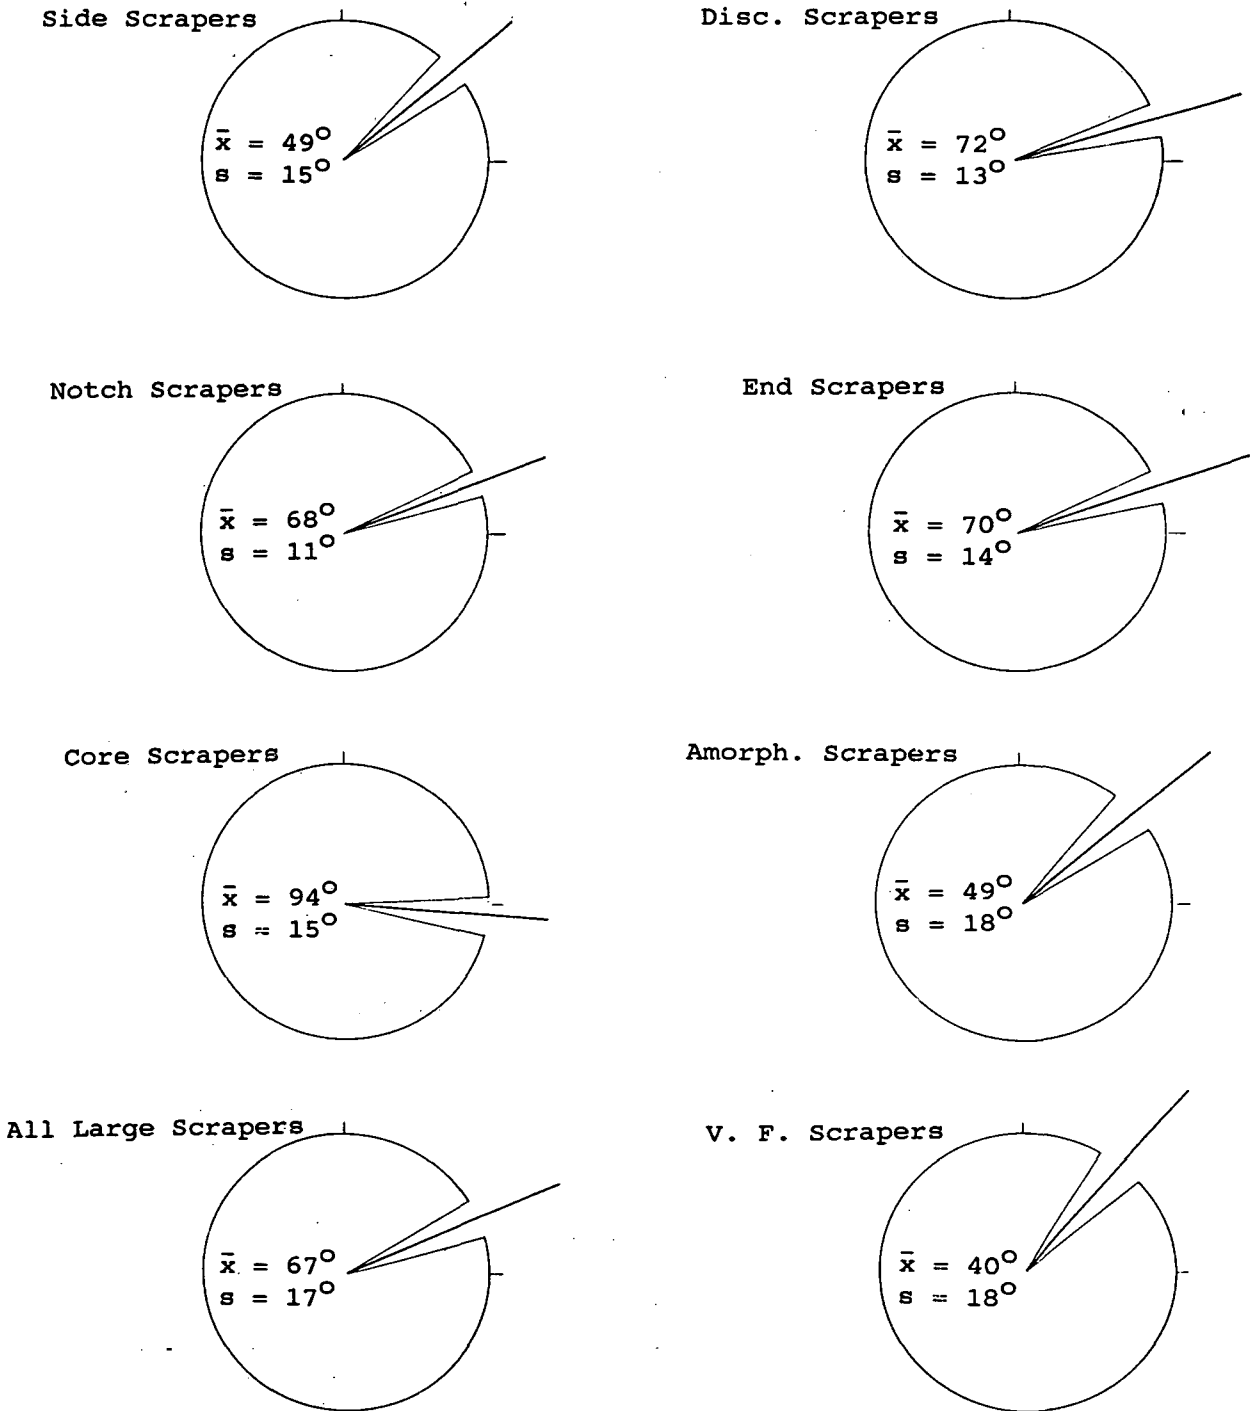 Side Scrapers
x̄ = 49°
s = 15°
Disc. Scrapers
x̄ = 72°
s = 13°
Notch Scrapers
x̄ = 68°
s = 11°
End Scrapers
x̄ = 70°
s = 14°
Core Scrapers
x̄ = 94°
s = 15°
Amorph. Scrapers
x̄ = 49°
s = 18°
All Large Scrapers
x̄ = 67°
s = 17°
V. F. Scrapers
x̄ = 40°
s = 18°